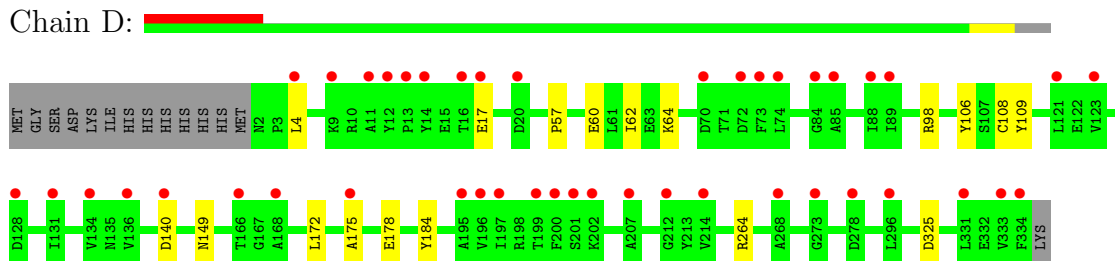 Chain D:
MET GLY SER ASP LYS ILE HIS HIS HIS HIS HIS HIS MET N2 P3 L4 K9 R10 A11 Y12 P13 Y14 E15 T16 E17 D20 P57 E60 L61 I62 E63 K64 D70 T71 D72 F73 L74 G84 A85 I88 I89 R98 Y106 S107 C108 Y109 L121 E122 V123
D128 I131 V134 N135 V136 D140 N149 T166 G167 A168 L172 A175 E178 Y184 A195 V196 I197 R198 T199 F200 S201 K202 A207 G212 Y213 V214 R264 A268 G273 D278 L296 D325 L331 E332 V333 F334 LYS